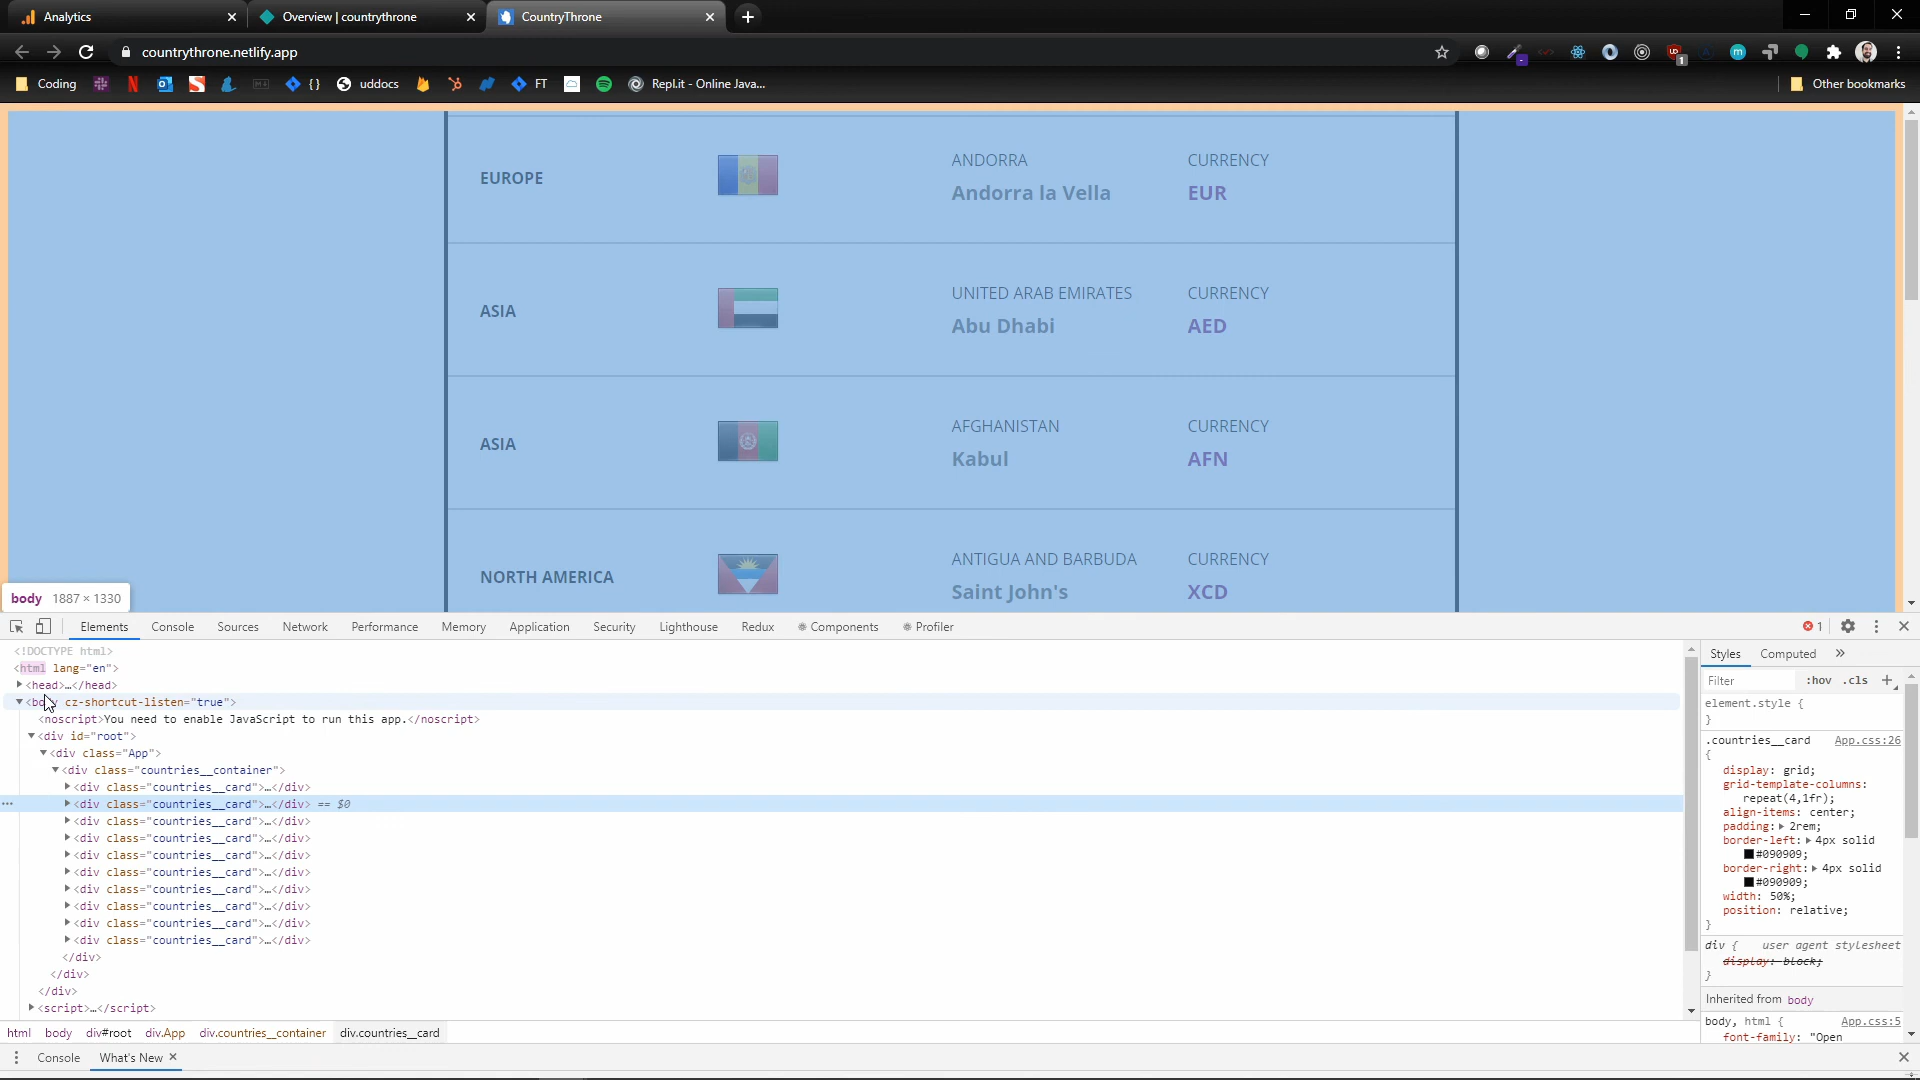 Analytics
Overview | countrythrone
CountryThrone
countrythrone.netlify.app
1
Coding
{ }
uddocs
FT
Repl.it - Online Java...
Other bookmarks
EUROPE
ANDORRA
Andorra la Vella
CURRENCY
EUR
ASIA
UNITED ARAB EMIRATES
Abu Dhabi
CURRENCY
AED
ASIA
AFGHANISTAN
Kabul
CURRENCY
AFN
NORTH AMERICA
ANTIGUA AND BARBUDA
Saint John's
CURRENCY
XCD
body 1887 × 1330
Elements Console Sources Network Performance Memory Application Security Lighthouse Redux Components Profiler 1
<!DOCTYPE html>
<html lang="en">
<head>…</head>
<body cz-shortcut-listen="true">
<noscript>You need to enable JavaScript to run this app.</noscript>
<div id="root">
<div class="App">
<div class="countries__container">
<div class="countries__card">…</div>
<div class="countries__card">…</div> == $0
<div class="countries__card">…</div>
<div class="countries__card">…</div>
<div class="countries__card">…</div>
<div class="countries__card">…</div>
<div class="countries__card">…</div>
<div class="countries__card">…</div>
<div class="countries__card">…</div>
<div class="countries__card">…</div>
</div>
</div>
</div>
<script>…</script>
html body div#root div.App div.countries__container div.countries__card
Console What's New
Styles Computed »
Filter :hov .cls +
element.style {
}
.countries__card App.css:26
{
display: grid;
grid-template-columns:
repeat(4,1fr);
align-items: center;
padding: 2rem;
border-left: 4px solid
#090909;
border-right: 4px solid
#090909;
width: 50%;
position: relative;
}
div { user agent stylesheet
display: block;
}
Inherited from body
body, html { App.css:5
font-family: "Open